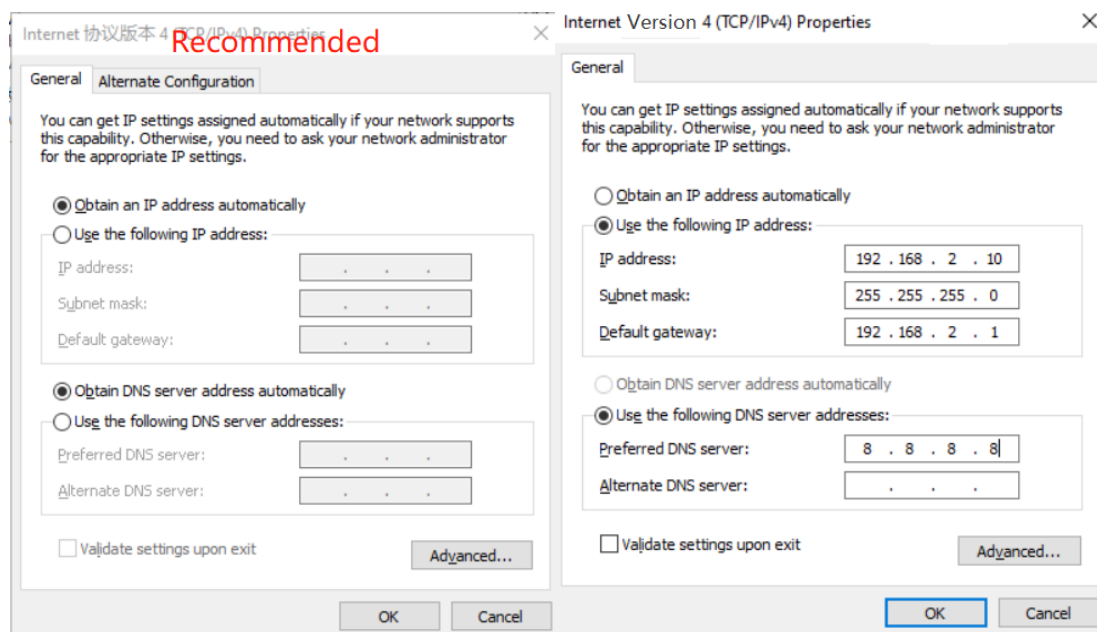 Internet 协议版本 4 (TCP/IPv4) Properties
Recommended
General
Alternate Configuration
You can get IP settings assigned automatically if your network supports
this capability. Otherwise, you need to ask your network administrator
for the appropriate IP settings.
Obtain an IP address automatically
Use the following IP address:
IP address:
. . .
Subnet mask:
. . .
Default gateway:
. . .
Obtain DNS server address automatically
Use the following DNS server addresses:
Preferred DNS server:
. . .
Alternate DNS server:
. . .
Validate settings upon exit
Advanced...
OK
Cancel
Internet Version 4 (TCP/IPv4) Properties
General
You can get IP settings assigned automatically if your network supports
this capability. Otherwise, you need to ask your network administrator
for the appropriate IP settings.
Obtain an IP address automatically
Use the following IP address:
IP address:
192 . 168 . 2 . 10
Subnet mask:
255 . 255 . 255 . 0
Default gateway:
192 . 168 . 2 . 1
Obtain DNS server address automatically
Use the following DNS server addresses:
Preferred DNS server:
8 . 8 . 8 . 8
Alternate DNS server:
. . .
Validate settings upon exit
Advanced...
OK
Cancel